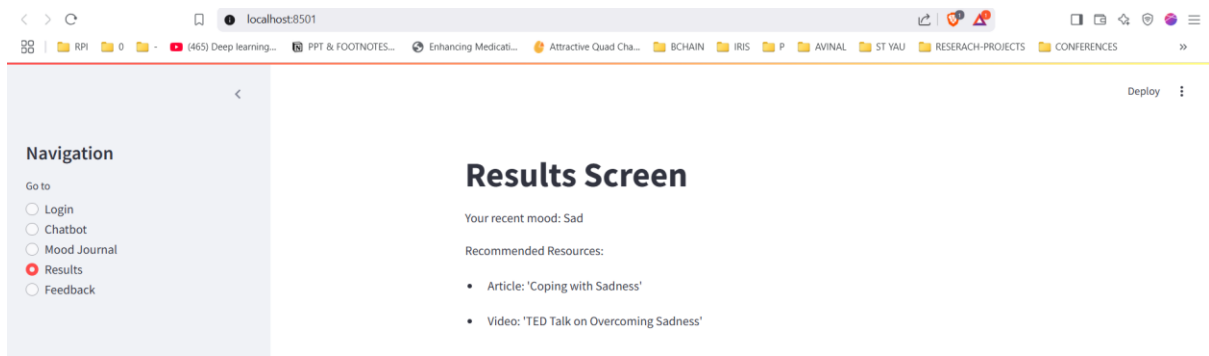 localhost:8501
RPI
0
-
(465) Deep learning...
PPT & FOOTNOTES...
Enhancing Medicati...
Attractive Quad Cha...
BCHAIN
IRIS
P
AVINAL
ST YAU
RESERACH-PROJECTS
CONFERENCES
»
Deploy
Navigation
Go to
Login
Chatbot
Mood Journal
Results
Feedback
Results Screen
Your recent mood: Sad
Recommended Resources:
• Article: 'Coping with Sadness'
• Video: 'TED Talk on Overcoming Sadness'